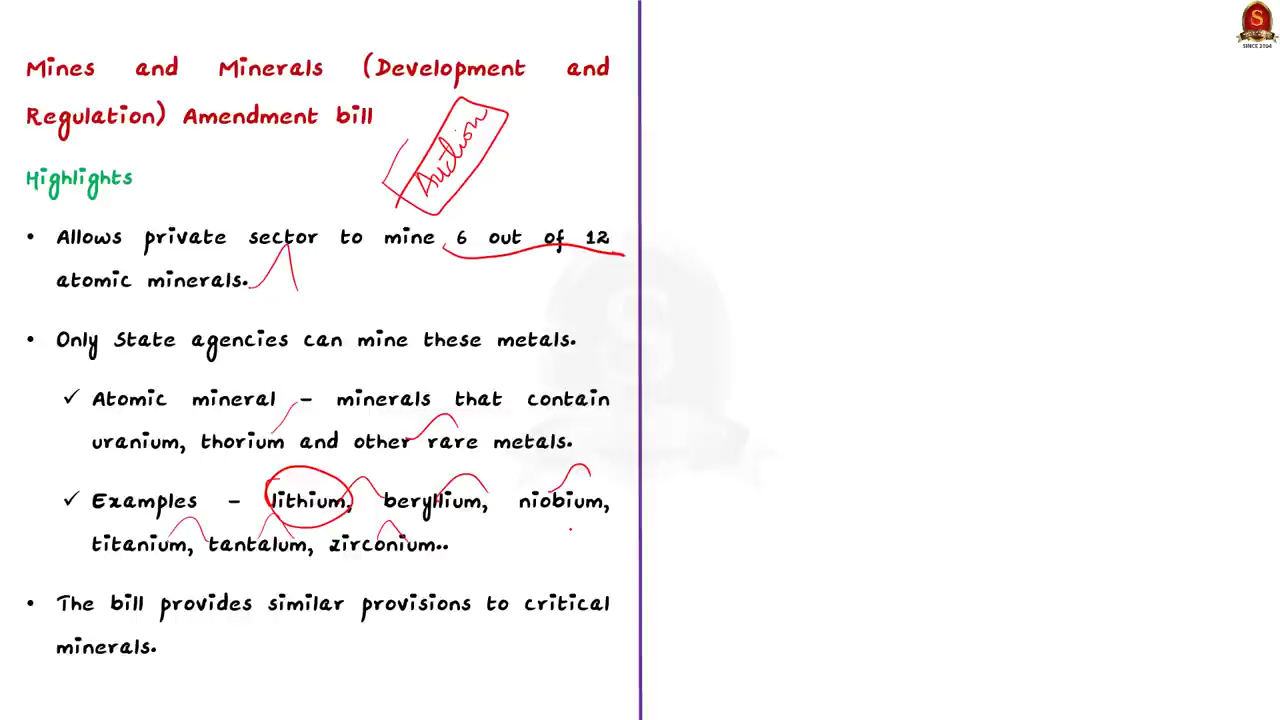 Mines and Minerals (Development and
Regulation) Amendment bill
Auction
Highlights
• Allows private sector to mine 6 out of 12
atomic minerals.
• Only State agencies can mine these metals.
✓ Atomic mineral – minerals that contain
uranium, thorium and other rare metals.
✓ Examples – lithium, beryllium, niobium,
titanium, tantalum, zirconium..
• The bill provides similar provisions to critical
minerals.
S
SINCE 2004